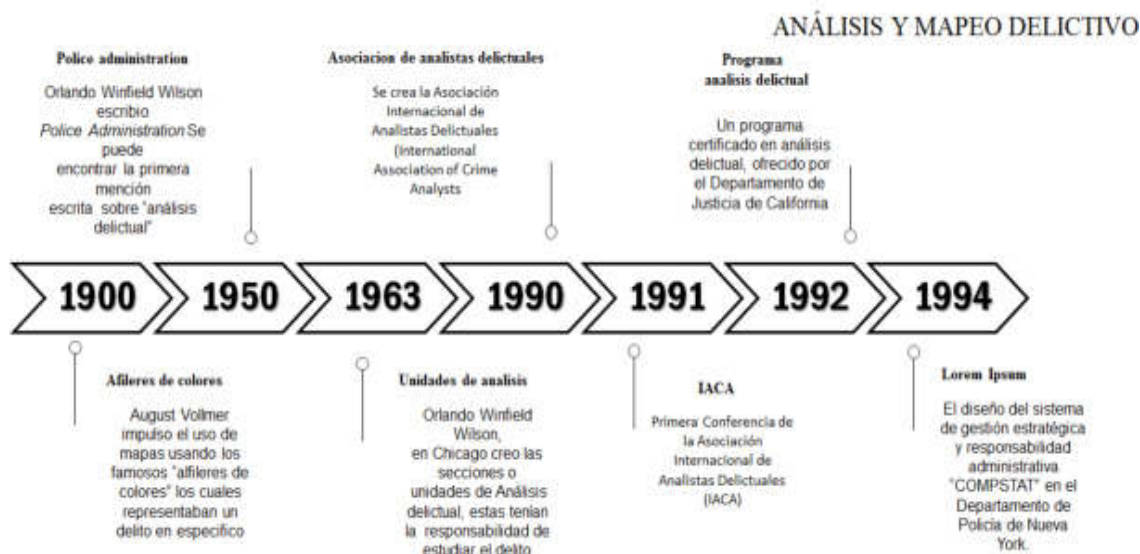 ANÁLISIS Y MAPEO DELICTIVO
Police administration
Orlando Winfield Wilson
escribio
Police Administration Se
puede
encontrar la primera
mención
escrita sobre "análisis
delictual"
Asociacion de analistas delictuales
Se crea la Asociación
Internacional de
Analistas Delictuales
(International
Association of Crime
Analysts
Programa
analisis delictual
Un programa
certificado en análisis
delictual, ofrecido por
el Departamento de
Justicia de California
1900
1950
1963
1990
1991
1992
1994
Afileres de colores
August Vollmer
impulso el uso de
mapas usando los
famosos "alfileres de
colores" los cuales
representaban un
delito en especifico
Unidades de analisis
Orlando Winfield
Wilson,
en Chicago creo las
secciones o
unidades de Análisis
delictual, estas tenían
la responsabilidad de
estudiar el delito
IACA
Primera Conferencia de
la Asociación
Internacional de
Analistas Delictuales
(IACA)
Lorem Ipsum
El diseño del sistema
de gestión estratégica
y responsabilidad
administrativa
"COMPSTAT" en el
Departamento de
Policía de Nueva
York.